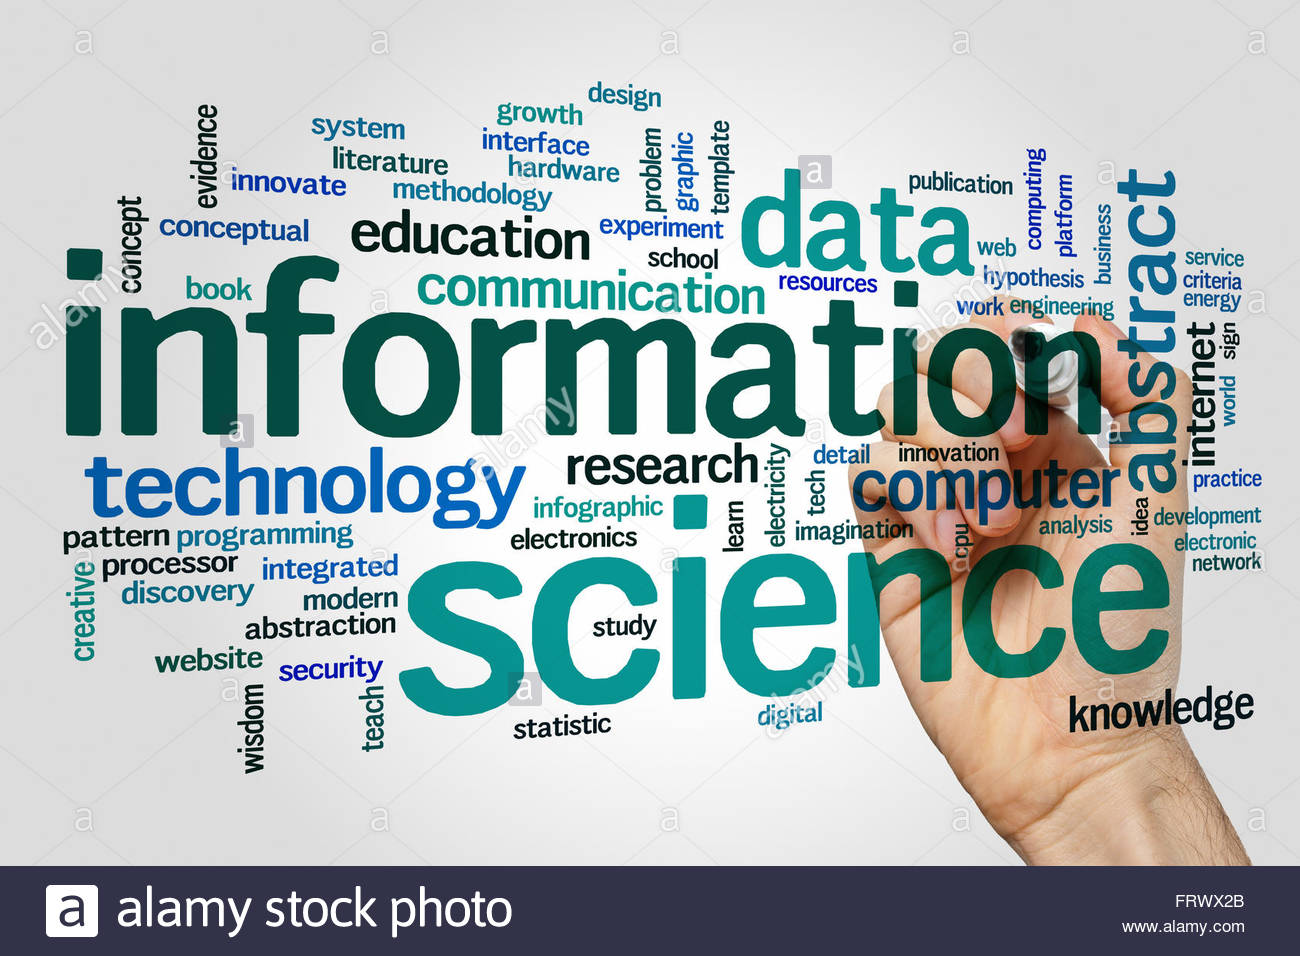 design
growth
system
interface
evidence
literature
hardware
problem
graphic
template
innovate
methodology
data
publication
computing
platform
concept
conceptual
education
experiment
school
web
business
abstract
service
book
communication
resources
hypothesis
criteria
energy
work
engineering
information
sign
internet
world
technology
research
electricity
tech
detail
innovation
computer
practice
infographic
learn
imagination
cpu
analysis
idea
development
pattern
programming
electronics
electronic
network
processor
integrated
science
creative
discovery
modern
abstraction
study
website
security
wisdom
teach
statistic
digital
knowledge
a alamy stock photo
FRWX2B
www.alamy.com
a
alamy